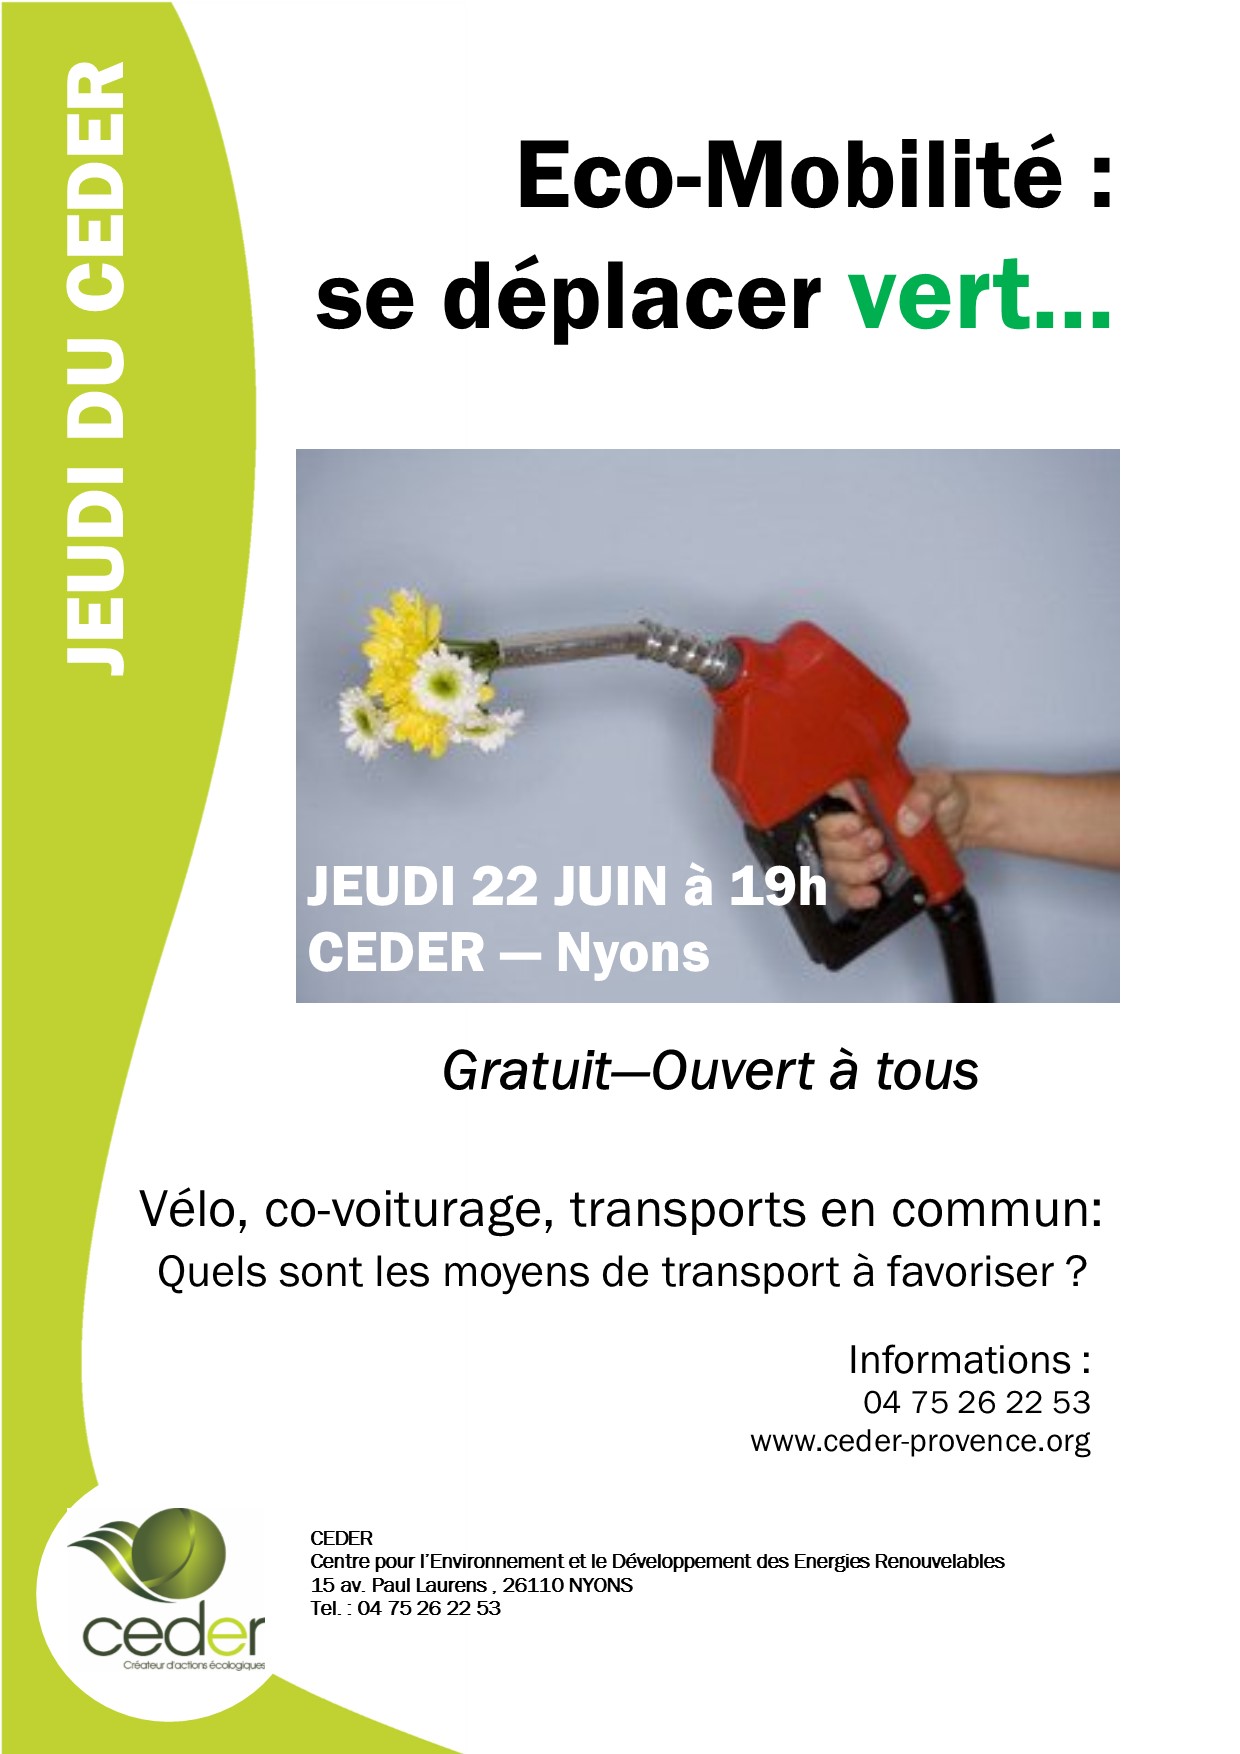 JEUDI DU CEDER
Eco-Mobilité :
se déplacer vert...
JEUDI 22 JUIN à 19h
CEDER — Nyons
Gratuit—Ouvert à tous
Vélo, co-voiturage, transports en commun:
Quels sont les moyens de transport à favoriser ?
Informations :
04 75 26 22 53
www.ceder-provence.org
ceder
Créateur d'actions écologiques
CEDER
Centre pour l'Environnement et le Développement des Energies Renouvelables
15 av. Paul Laurens , 26110 NYONS
Tel. : 04 75 26 22 53